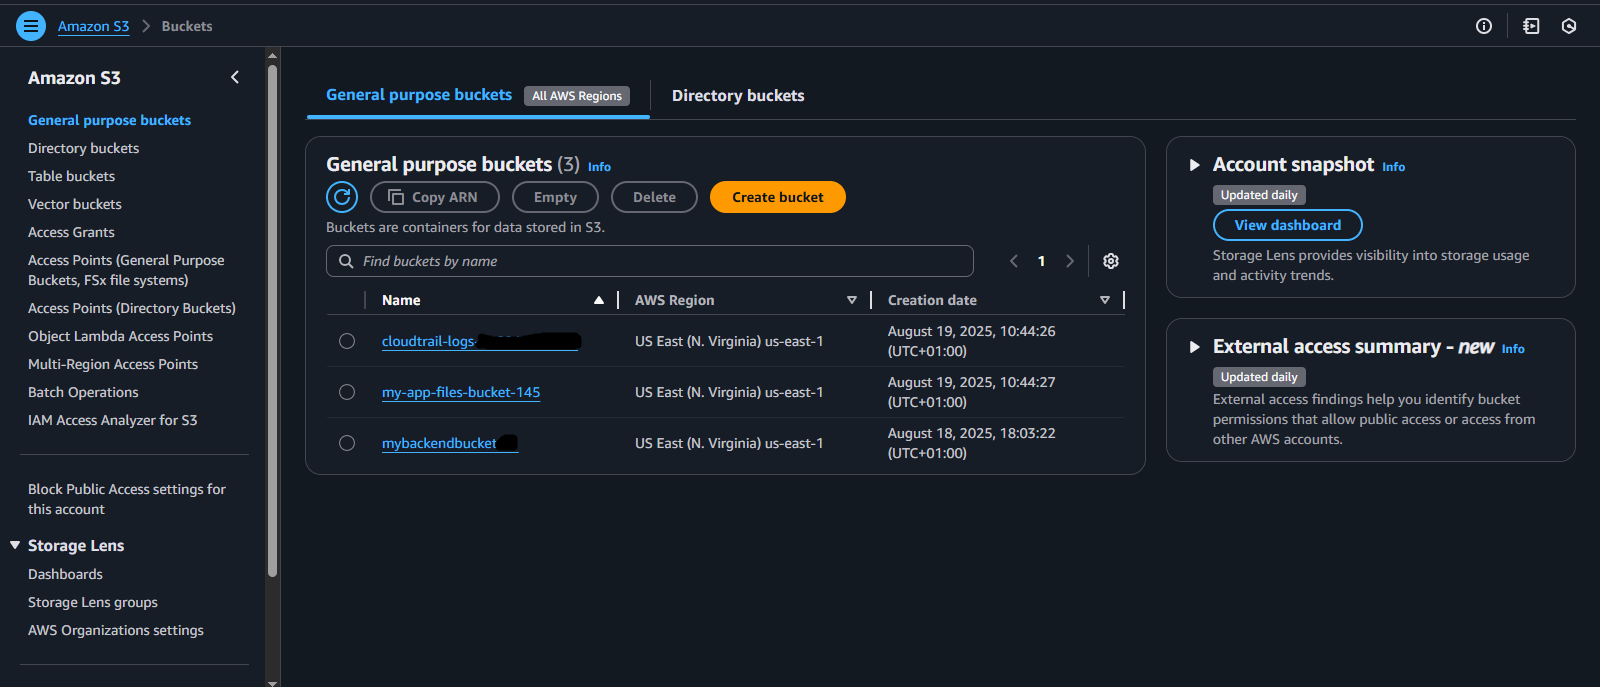 Amazon S3 > Buckets
Amazon S3
General purpose buckets
Directory buckets
Table buckets
Vector buckets
Access Grants
Access Points (General Purpose
Buckets, FSx file systems)
Access Points (Directory Buckets)
Object Lambda Access Points
Multi-Region Access Points
Batch Operations
IAM Access Analyzer for S3
Block Public Access settings for
this account
Storage Lens
Dashboards
Storage Lens groups
AWS Organizations settings
General purpose buckets All AWS Regions Directory buckets
General purpose buckets (3) Info
Copy ARN Empty Delete Create bucket
Buckets are containers for data stored in S3.
Find buckets by name 1
Name AWS Region Creation date
cloudtrail-logs- US East (N. Virginia) us-east-1 August 19, 2025, 10:44:26
(UTC+01:00)
my-app-files-bucket-145 US East (N. Virginia) us-east-1 August 19, 2025, 10:44:27
(UTC+01:00)
mybackendbucket US East (N. Virginia) us-east-1 August 18, 2025, 18:03:22
(UTC+01:00)
Account snapshot Info
Updated daily
View dashboard
Storage Lens provides visibility into storage usage
and activity trends.
External access summary - new Info
Updated daily
External access findings help you identify bucket
permissions that allow public access or access from
other AWS accounts.